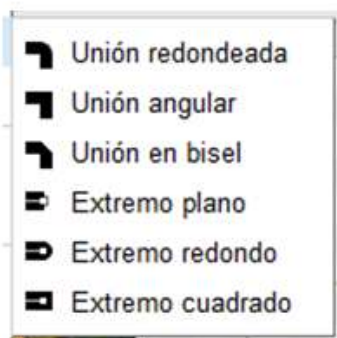 Unión redondeada
Unión angular
Unión en bisel
Extremo plano
Extremo redondo
Extremo cuadrado